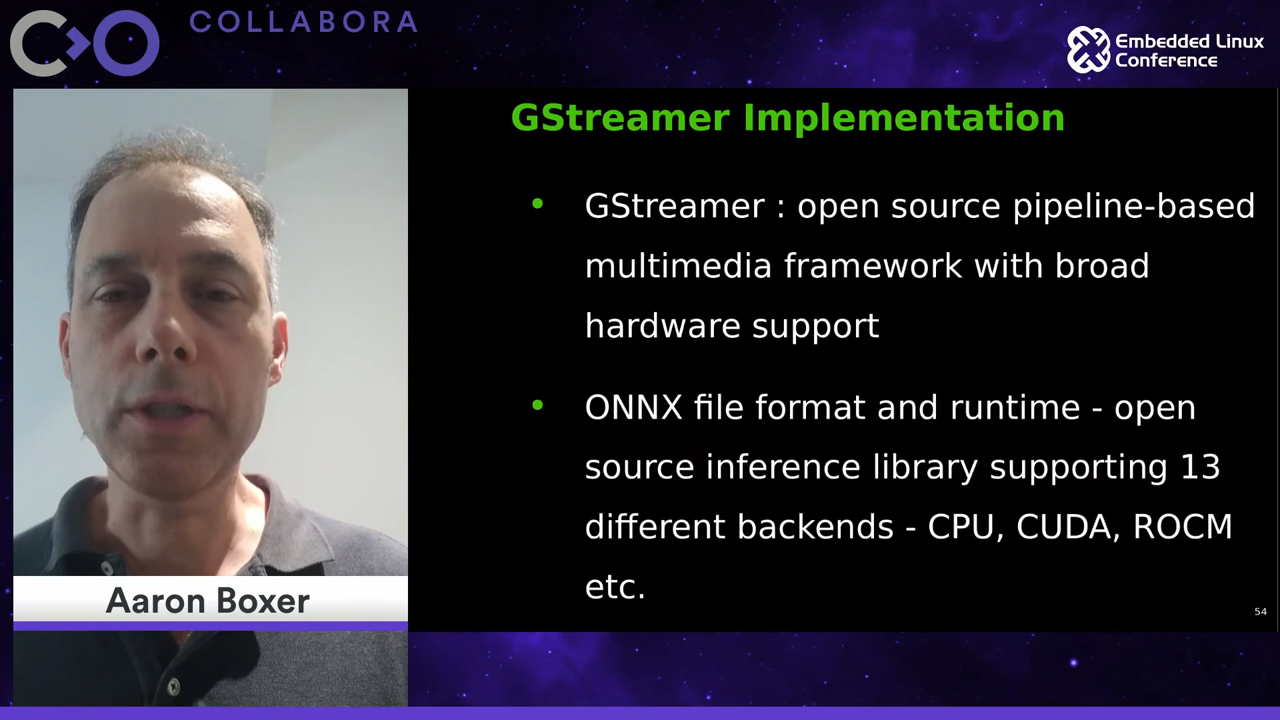 COLLABORA
Embedded Linux
Conference
GStreamer Implementation
• GStreamer : open source pipeline-based
multimedia framework with broad
hardware support
• ONNX file format and runtime - open
source inference library supporting 13
different backends - CPU, CUDA, ROCM
etc.
54
Aaron Boxer